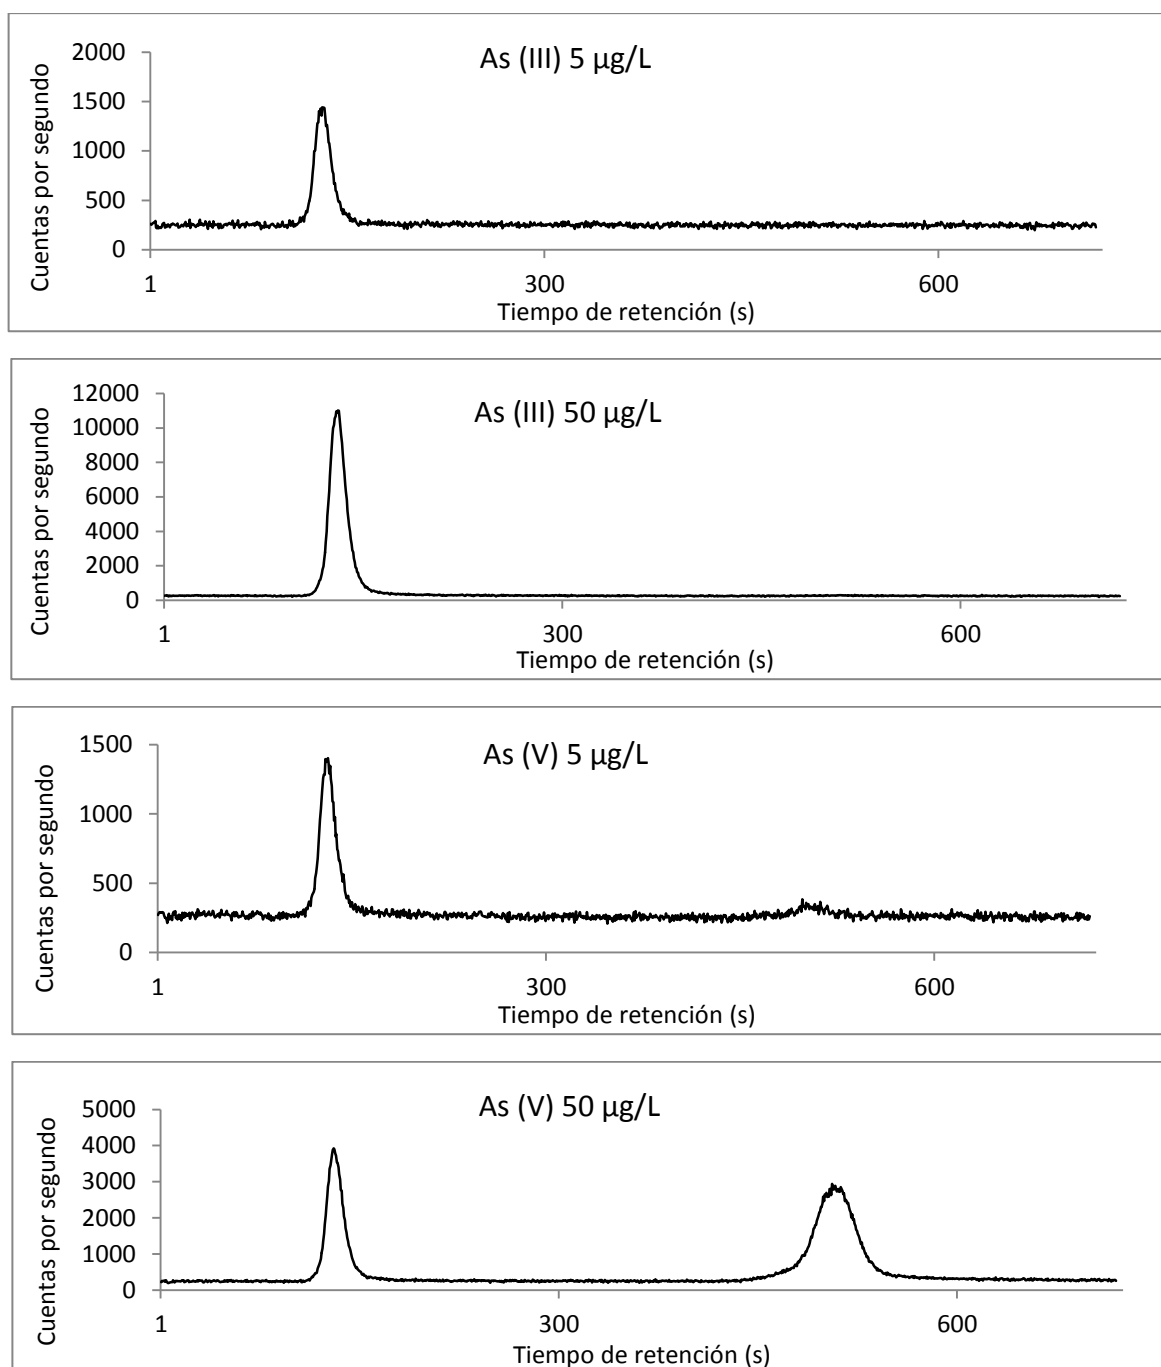 As (III) 5 µg/L
Cuentas por segundo
2000
1500
1000
500
0
1
300
600
Tiempo de retención (s)
As (III) 50 µg/L
Cuentas por segundo
12000
10000
8000
6000
4000
2000
0
1
300
600
Tiempo de retención (s)
As (V) 5 µg/L
Cuentas por segundo
1500
1000
500
0
1
300
600
Tiempo de retención (s)
As (V) 50 µg/L
Cuentas por segundo
5000
4000
3000
2000
1000
0
1
300
600
Tiempo de retención (s)